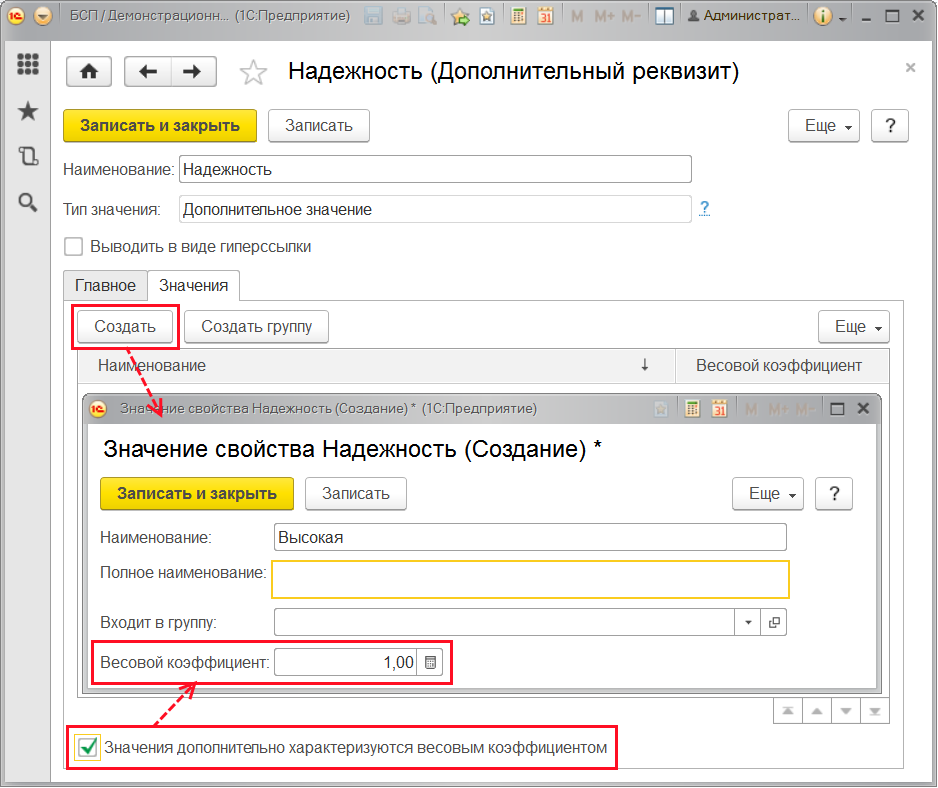 БСП / Демонстрационн... (1С:Предприятие) M M+ M- Администрат...
Надежность (Дополнительный реквизит)
Записать и закрыть Записать Еще ?
Наименование: Надежность
Тип значения: Дополнительное значение ?
Выводить в виде гиперссылки
Главное Значения
Создать Создать группу Еще
Наименование ↓ Весовой коэффициент
Значение свойства Надежность (Создание) * (1С:Предприятие) 31 M M+ M-
Значение свойства Надежность (Создание) *
Записать и закрыть Записать Еще ?
Наименование: Высокая
Полное наименование:
Входит в группу:
Весовой коэффициент: 1,00
Значения дополнительно характеризуются весовым коэффициентом